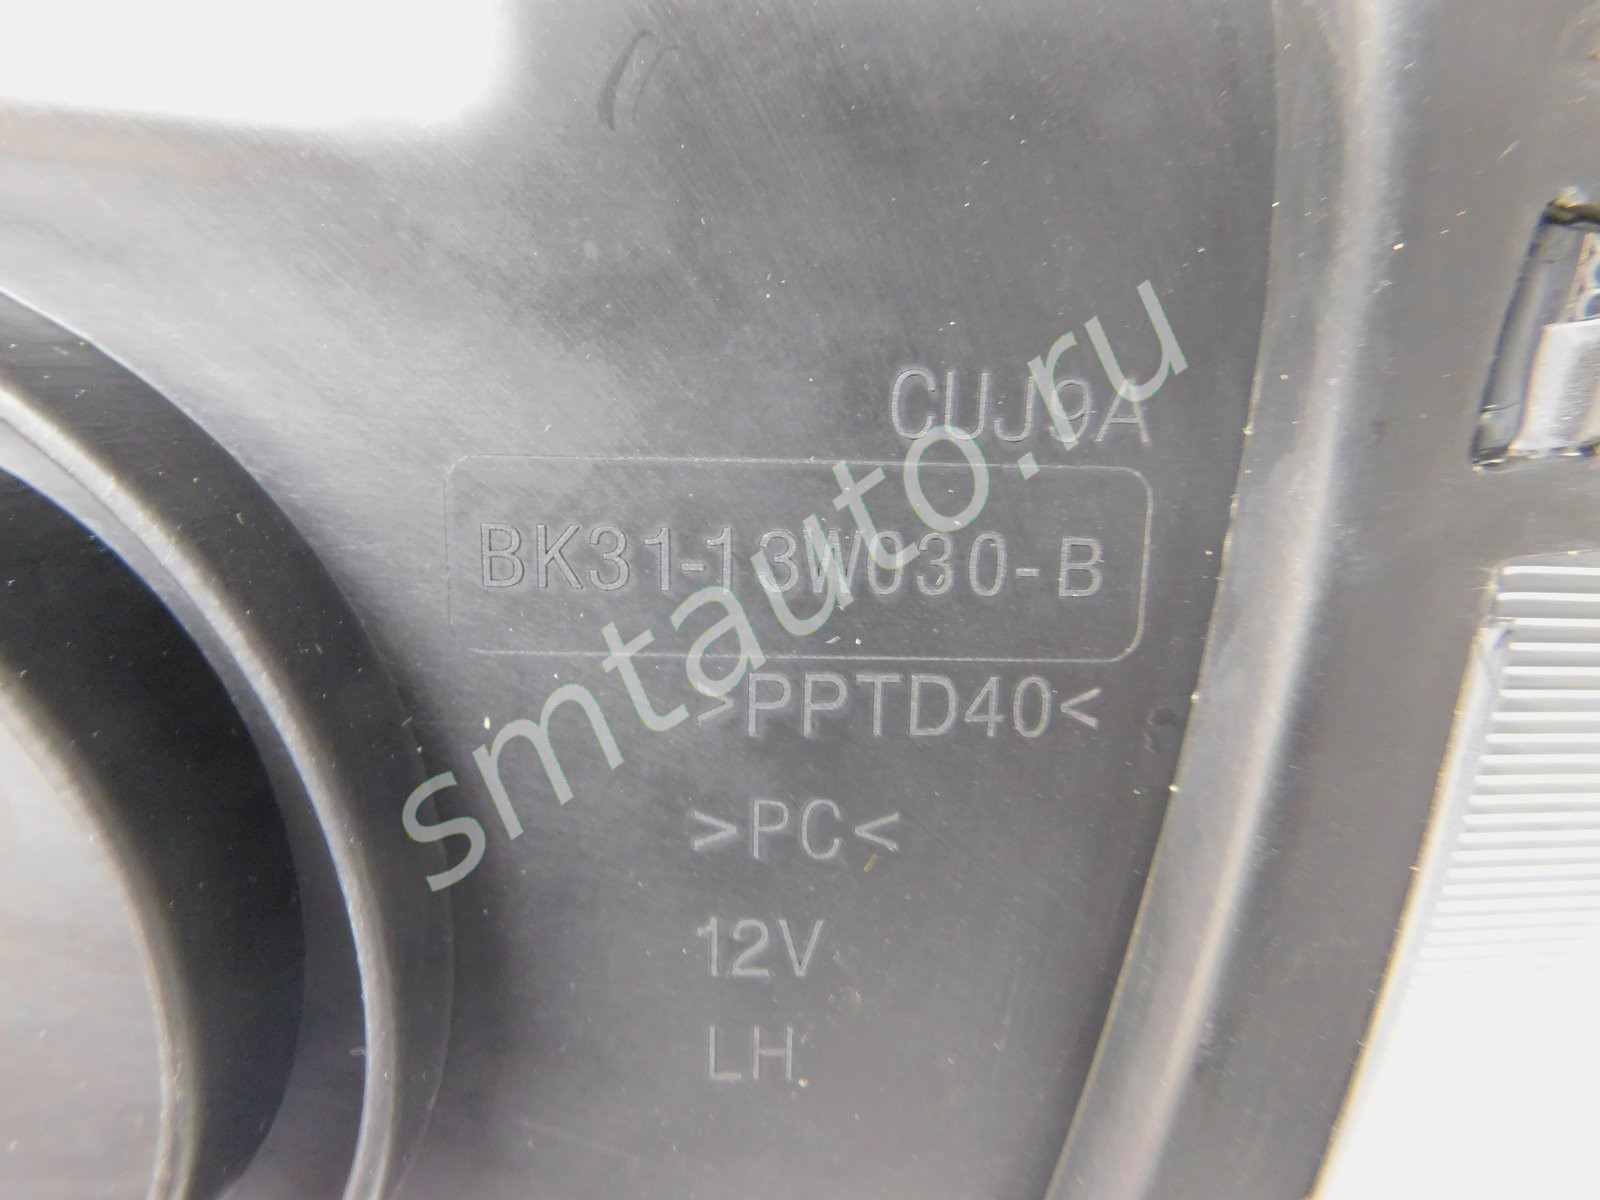 CUJ9A
BK31-13W030-B
>PPTD40<
>PC<
12V
LH
smtauto.ru